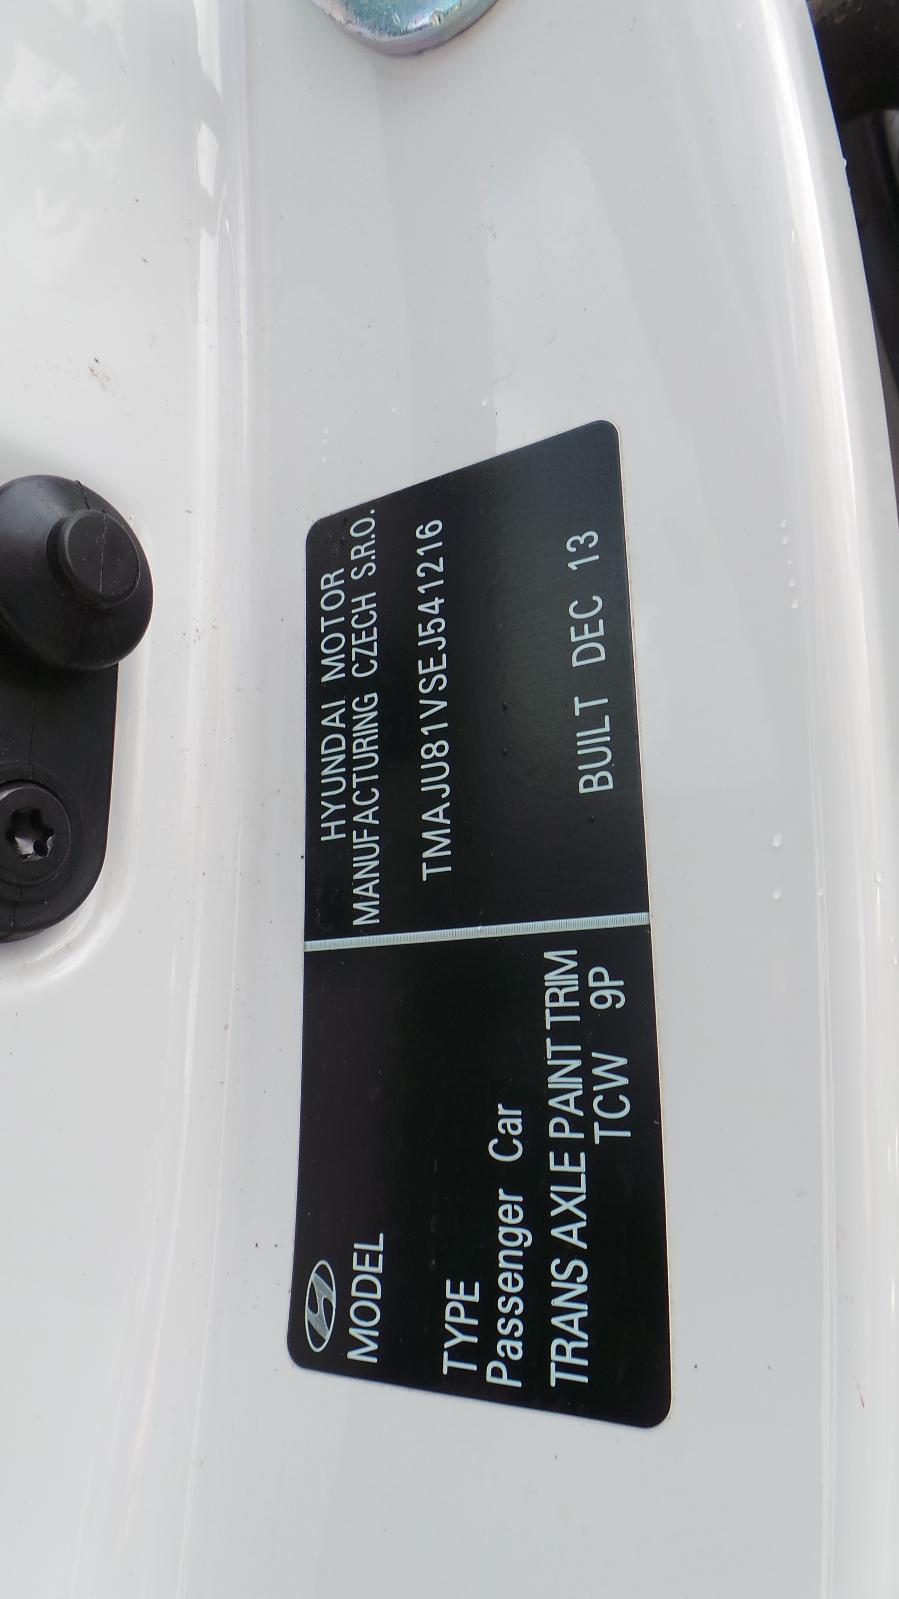 MODEL
TYPE
Passenger Car
TRANS AXLE PAINT TRIM
TCW 9P
HYUNDAI MOTOR
MANUFACTURING CZECH S.R.O.
TMAJU81VSEJ541216
BUILT DEC 13